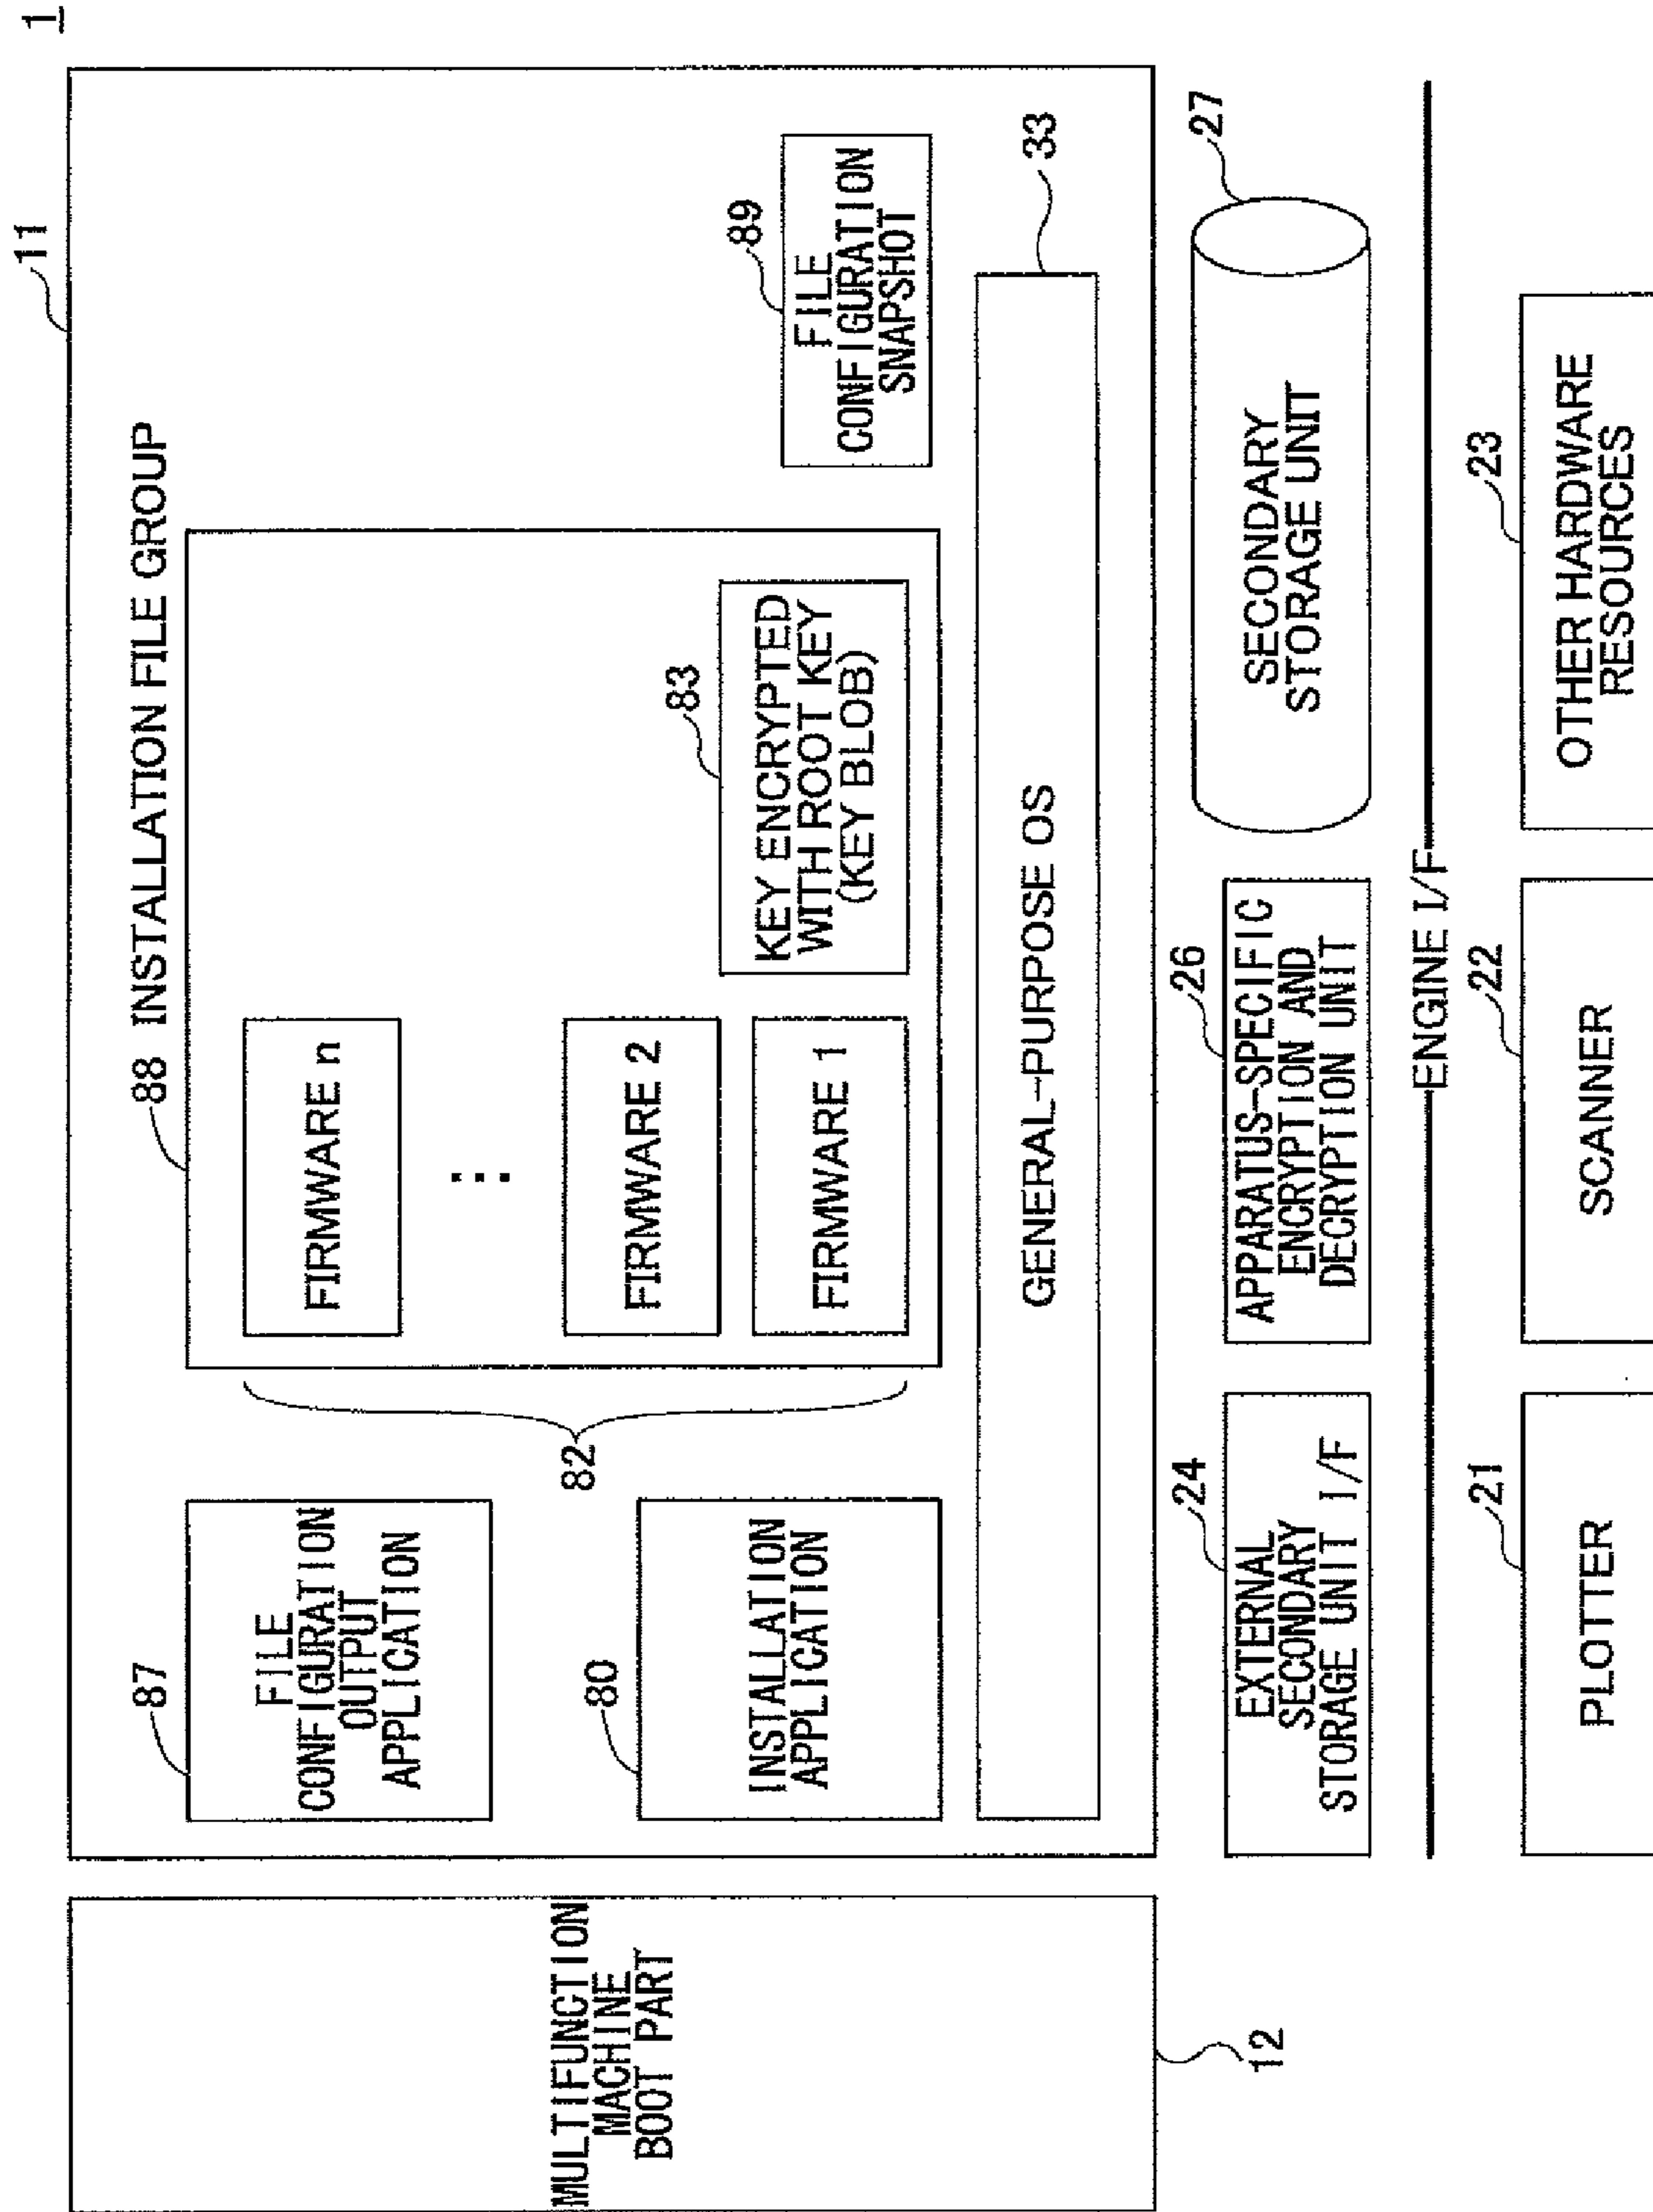 1
11
87
FILE
CONFIGURATION
OUTPUT
APPLICATION
88 INSTALLATION FILE GROUP
FIRMWARE n
...
FIRMWARE 2
FIRMWARE 1
82
80
INSTALLATION
APPLICATION
83
KEY ENCRYPTED
WITH ROOT KEY
(KEY BLOB)
89
FILE
CONFIGURATION
SNAPSHOT
GENERAL-PURPOSE OS
33
MULTIFUNCTION
MACHINE
BOOT PART
12
24
EXTERNAL
SECONDARY
STORAGE UNIT I/F
26
APPARATUS-SPECIFIC
ENCRYPTION AND
DECRYPTION UNIT
27
SECONDARY
STORAGE UNIT
ENGINE I/F
21
PLOTTER
22
SCANNER
23
OTHER HARDWARE
RESOURCES